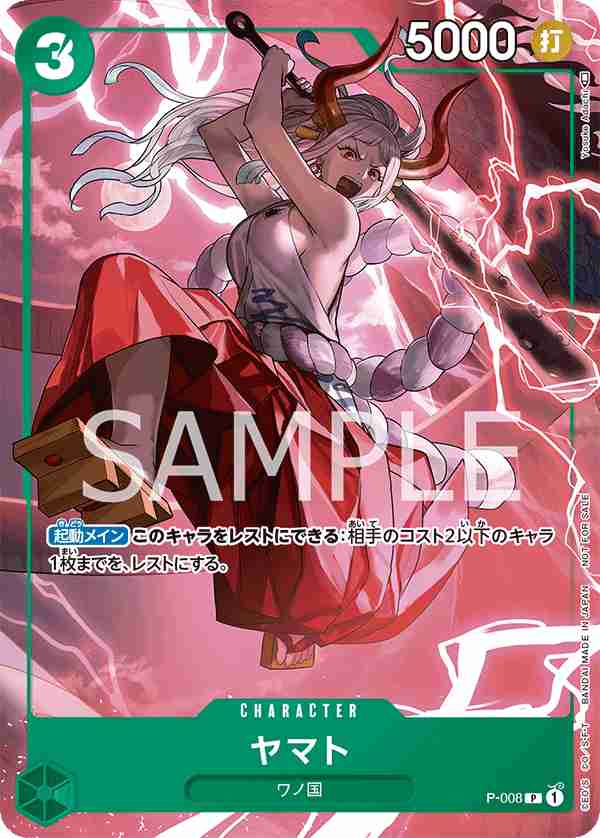 3
5000
打
Yosuke Adachi
SAMPLE
起動メイン このキャラをレストにできる:相手のコスト2以下のキャラ
1枚までを、レストにする。
NOT FOR SALE
BANDAI MADE IN JAPAN
CHARACTER
ヤマト
ワノ国
P-008 P 1